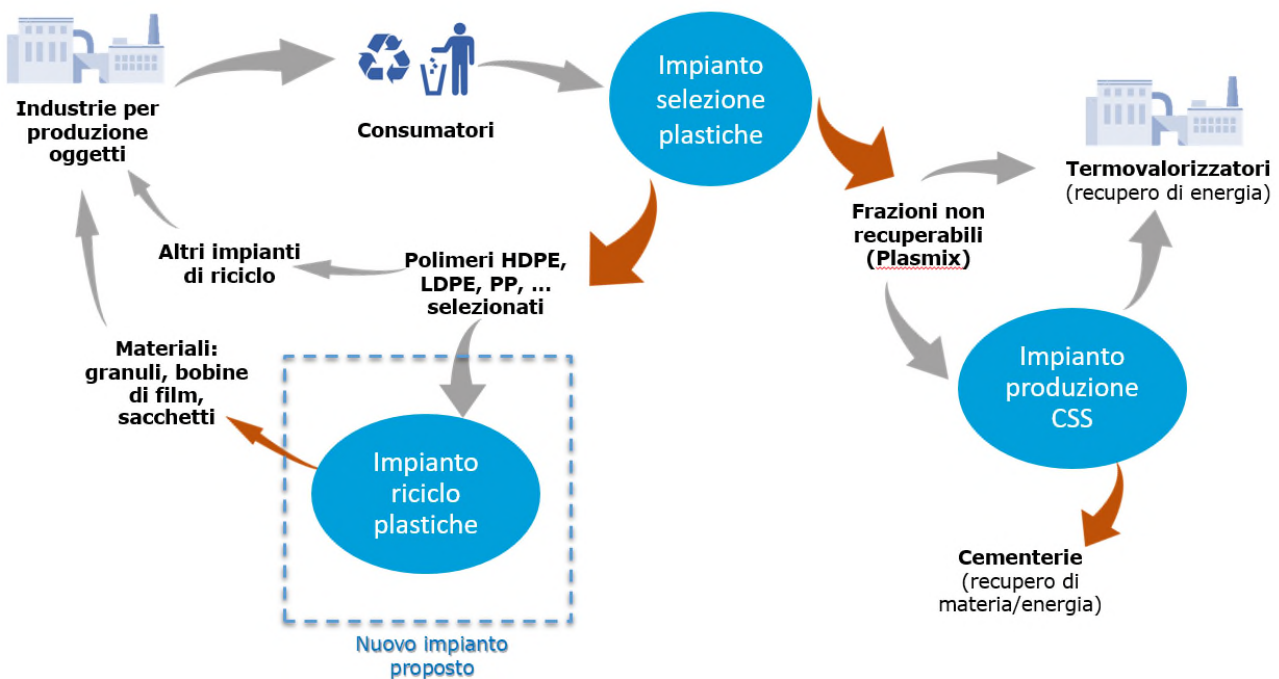 Industrie per
produzione
oggetti
Consumatori
Impianto
selezione
plastiche
Termovalorizzatori
(recupero di energia)
Frazioni non
recuperabili
(Plasmix)
Altri impianti
di riciclo
Polimeri HDPE,
LDPE, PP, ...
selezionati
Materiali:
granuli, bobine
di film,
sacchetti
Impianto
produzione
CSS
Impianto
riciclo
plastiche
Cementerie
(recupero di
materia/energia)
Nuovo impianto
proposto